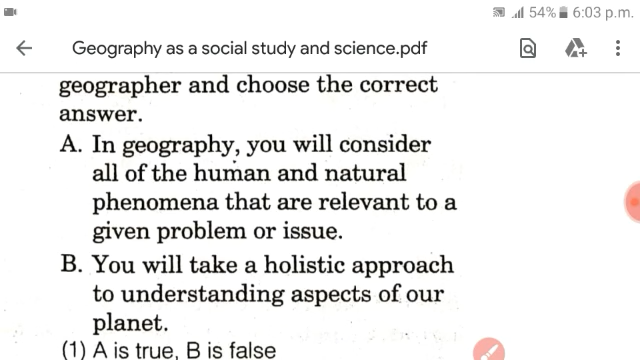 54% 6:03 p.m.
Geography as a social study and science.pdf
geographer and choose the correct
answer.
A. In geography, you will consider
all of the human and natural
phenomena that are relevant to a
given problem or issue.
B. You will take a holistic approach
to understanding aspects of our
planet.
(1) A is true, B is false